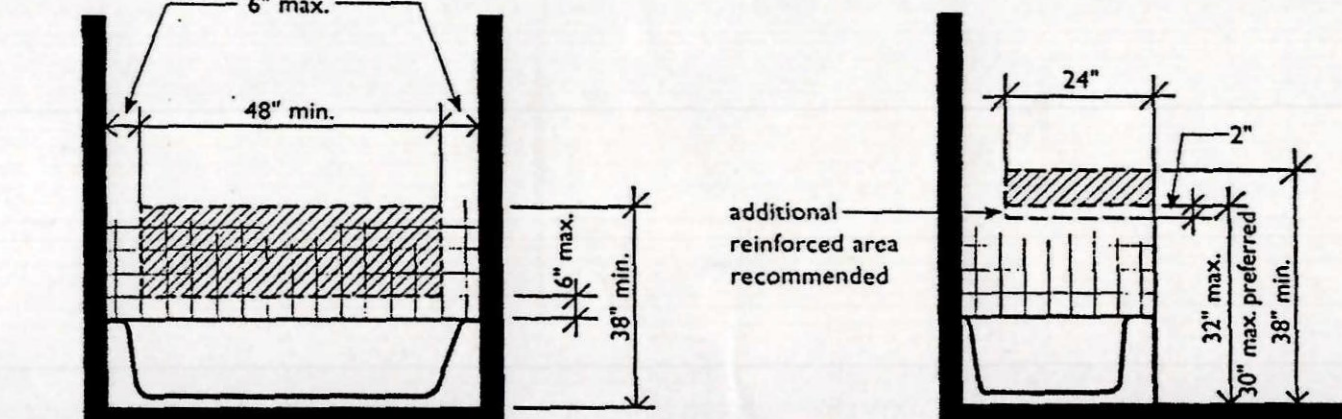 6" max.
48" min.
6" max.
38" min.
24"
2"
additional
reinforced area
recommended
32" max.
30" max. preferred
38" min.